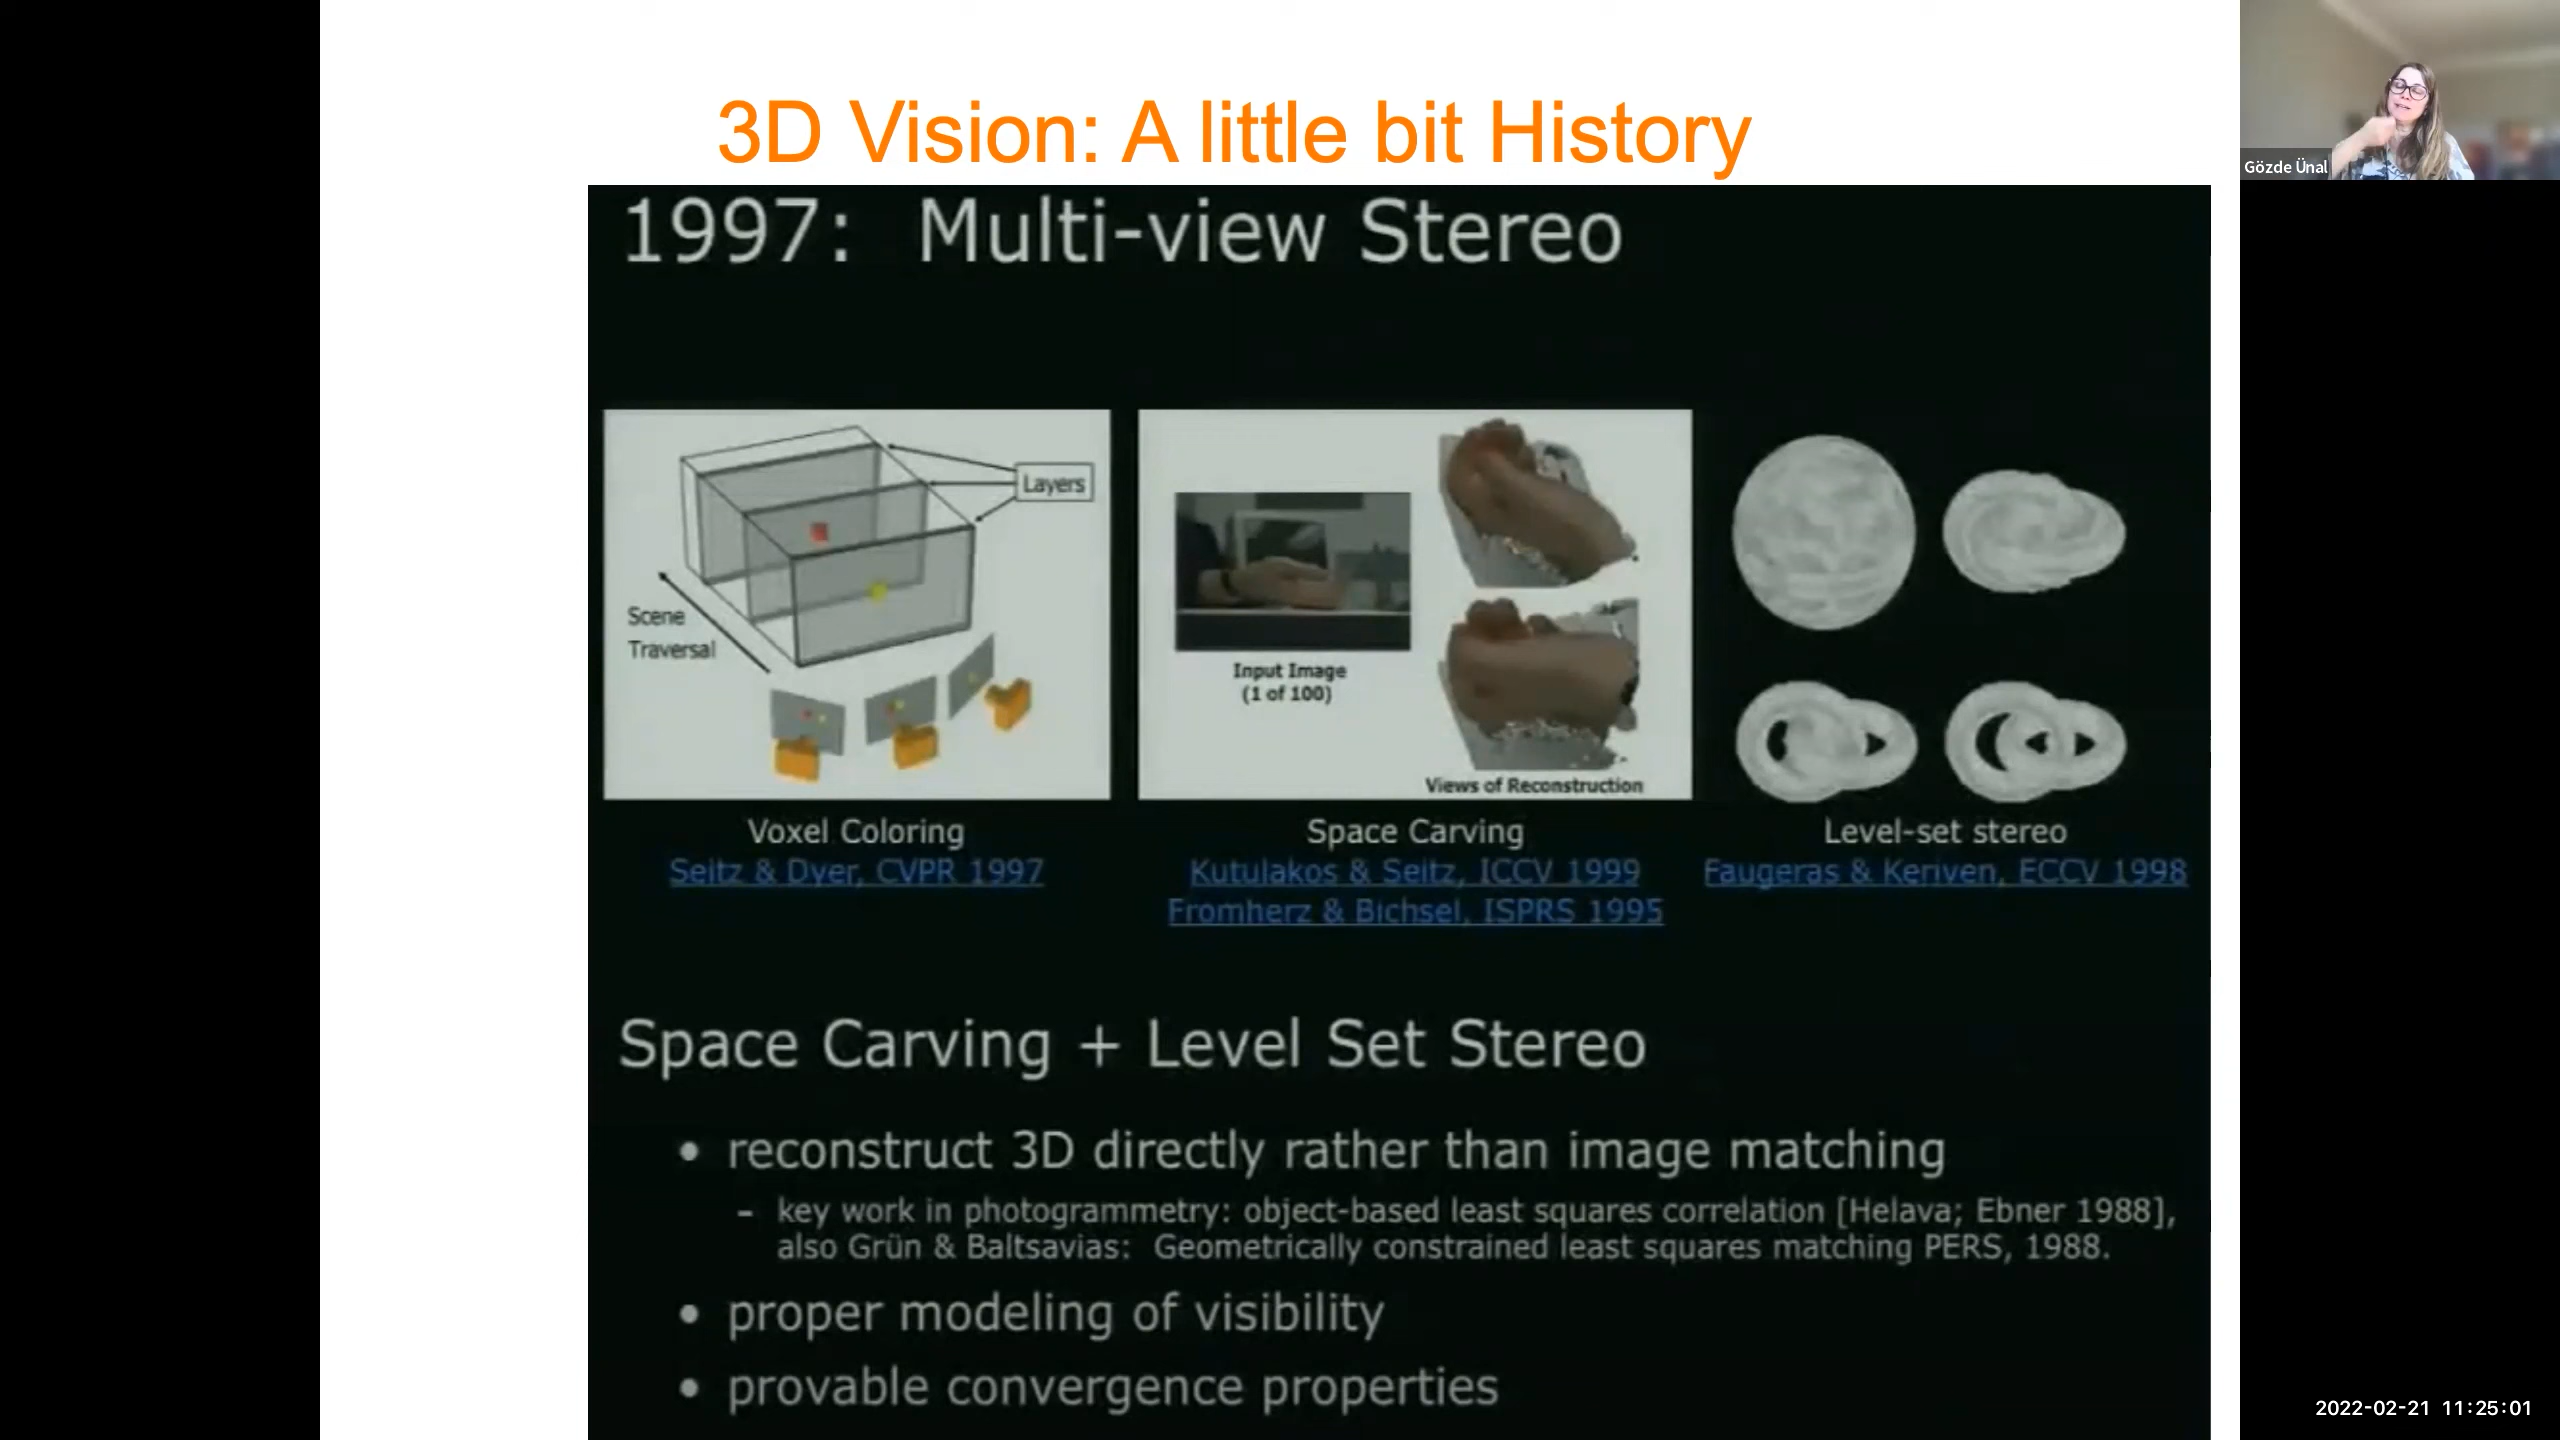 3D Vision: A little bit History
Gözde Ünal
1997: Multi-view Stereo
Layers
Scene
Traversal
Input Image
(1 of 100)
Views of Reconstruction
Voxel Coloring
Seitz & Dyer, CVPR 1997
Space Carving
Kutulakos & Seitz, ICCV 1999
Fromherz & Bichsel, ISPRS 1995
Level-set stereo
Faugeras & Keriven, ECCV 1998
Space Carving + Level Set Stereo
• reconstruct 3D directly rather than image matching
– key work in photogrammetry: object-based least squares correlation [Helava; Ebner 1988],
also Grün & Baltsavias: Geometrically constrained least squares matching PERS, 1988.
• proper modeling of visibility
• provable convergence properties
2022-02-21 11:25:01